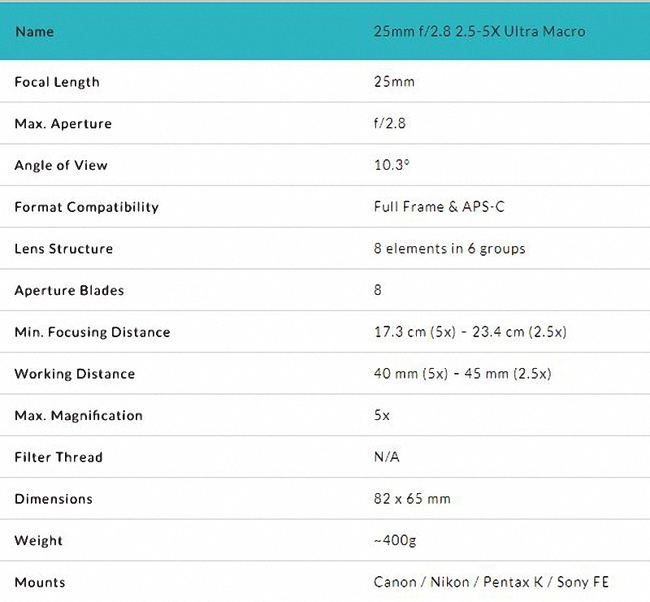 Name 25mm f/2.8 2.5-5X Ultra Macro
Focal Length 25mm
Max. Aperture f/2.8
Angle of View 10.3°
Format Compatibility Full Frame & APS-C
Lens Structure 8 elements in 6 groups
Aperture Blades 8
Min. Focusing Distance 17.3 cm (5x) - 23.4 cm (2.5x)
Working Distance 40 mm (5x) - 45 mm (2.5x)
Max. Magnification 5x
Filter Thread N/A
Dimensions 82 x 65 mm
Weight ~400g
Mounts Canon / Nikon / Pentax K / Sony FE